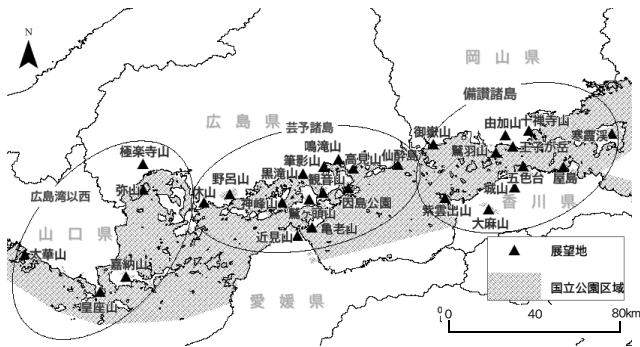 N
岡山県
備讃諸島
広島県
芸予諸島
御嶽山
由加山
十禅寺山
寒霞渓
鳴滝山
王子が岳
極楽寺山
筆影山
高見山
仙酔島
鷲羽山
黒滝山
観音山
五色台
屋島
弥山
野呂山
休山
神峰山
因島公園
城山
広島湾以西
鷲ケ頭山
紫雲出山
香川県
山口県
近見山
亀老山
大麻山
太華山
嘉納山
展望地
皇座山
愛媛県
国立公園区域
0
40
80km